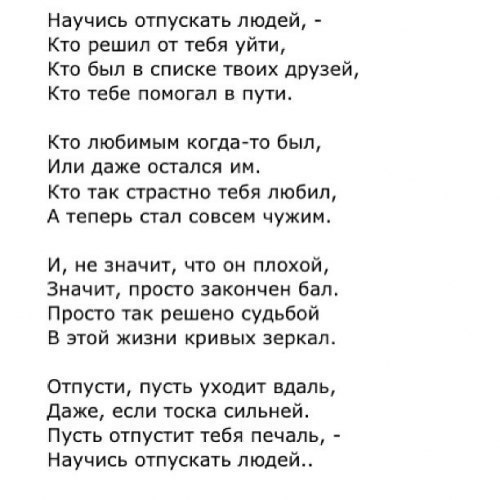 Научись отпускать людей, -
Кто решил от тебя уйти,
Кто был в списке твоих друзей,
Кто тебе помогал в пути.

Кто любимым когда-то был,
Или даже остался им.
Кто так страстно тебя любил,
А теперь стал совсем чужим.

И, не значит, что он плохой,
Значит, просто закончен бал.
Просто так решено судьбой
В этой жизни кривых зеркал.

Отпусти, пусть уходит вдаль,
Даже, если тоска сильней.
Пусть отпустит тебя печаль, -
Научись отпускать людей..